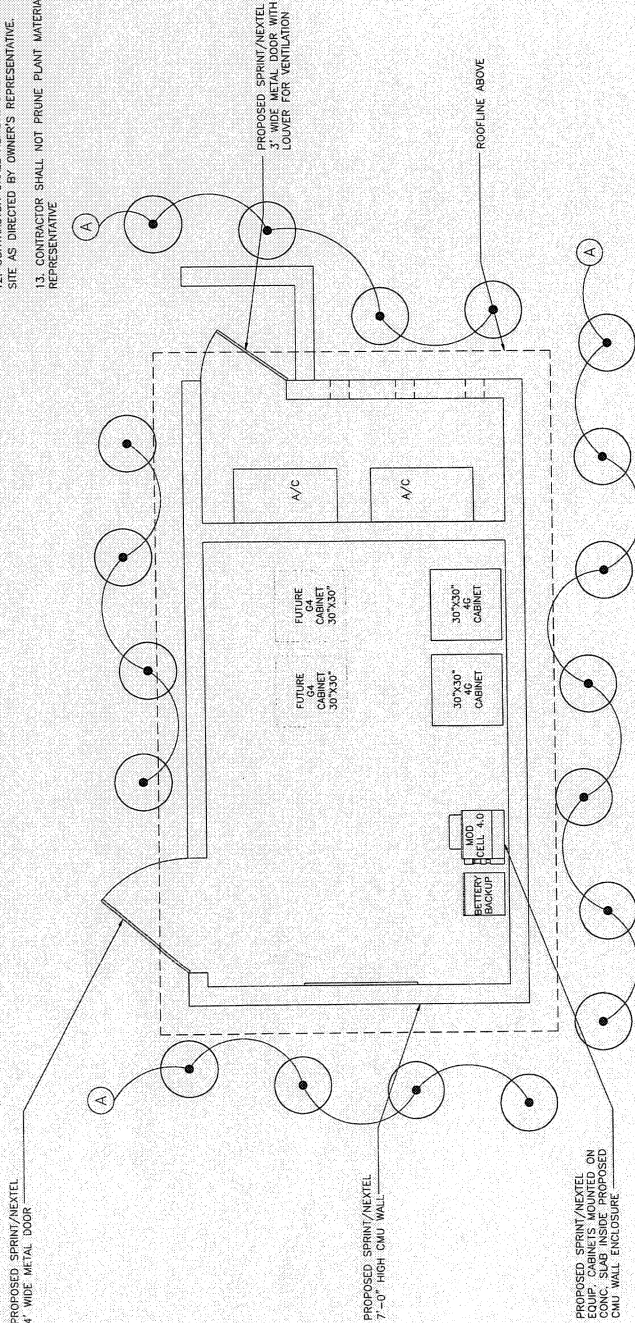 SITE AS DIRECTED BY OWNER'S REPRESENTATIVE.
13. CONTRACTOR SHALL NOT PRUNE PLANT MATERIA
REPRESENTATIVE
PROPOSED SPRINT/NEXTEL
3' WIDE METAL DOOR WITH
LOUVER FOR VENTILATION
ROOFLINE ABOVE
A
A
A
A/C
A/C
FUTURE
G4
CABINET
30"X30"
FUTURE
G4
CABINET
30"X30"
30"X30"
4G
CABINET
30"X30"
4G
CABINET
MOD
CELL 4.0
BETTERY
BACKUP
PROPOSED SPRINT/NEXTEL
4' WIDE METAL DOOR
PROPOSED SPRINT/NEXTEL
7'-0" HIGH CMU WALL
PROPOSED SPRINT/NEXTEL
EQUIP. CABINETS MOUNTED ON
CONC. SLAB INSIDE PROPOSED
CMU WALL ENCLOSURE